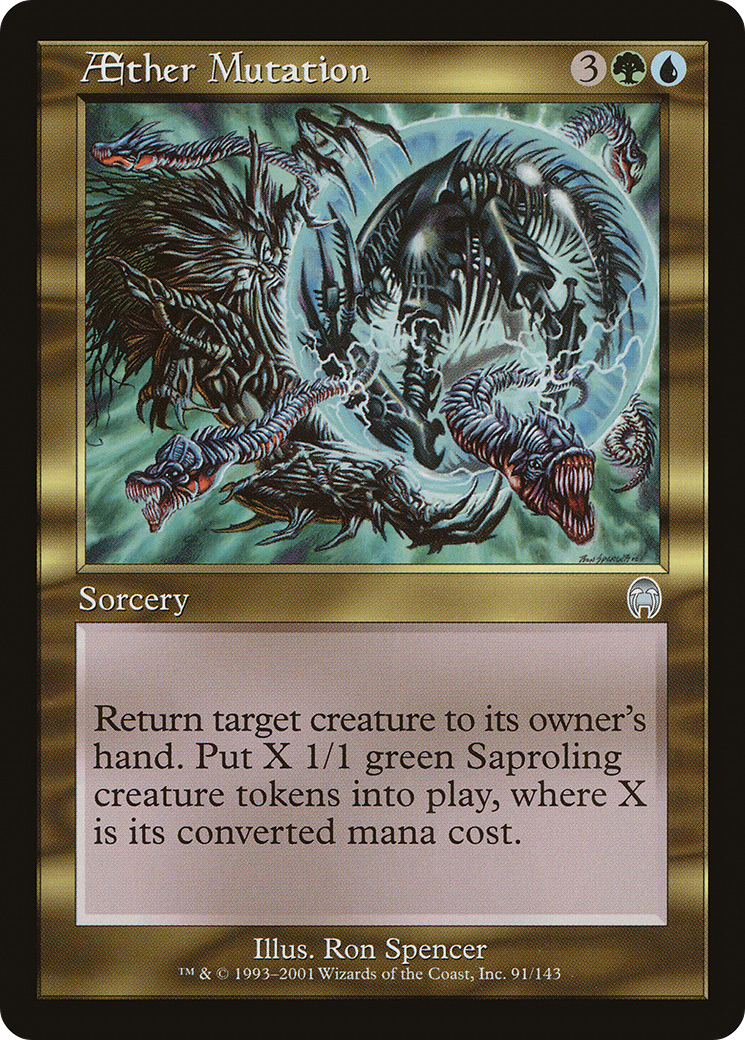 Æther Mutation 3
Ron Spencer
Sorcery
Return target creature to its owner's
hand. Put X 1/1 green Saproling
creature tokens into play, where X
is its converted mana cost.
Illus. Ron Spencer
™ & © 1993–2001 Wizards of the Coast, Inc. 91/143